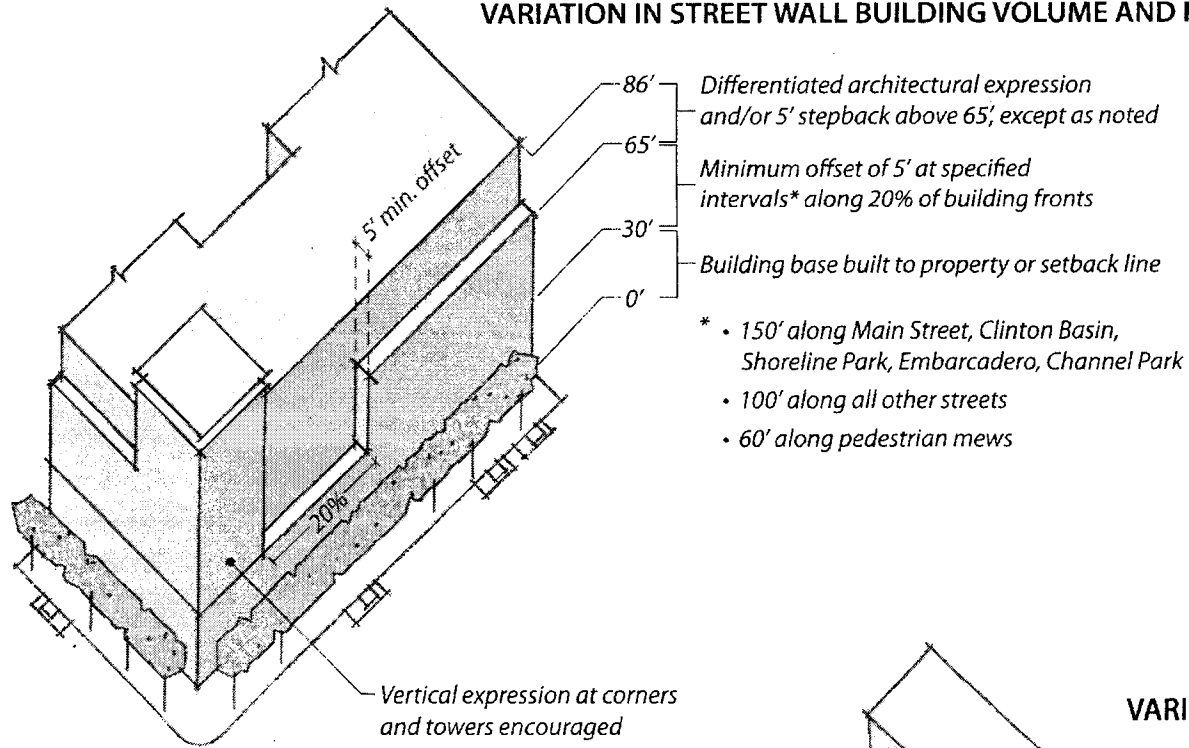 VARIATION IN STREET WALL BUILDING VOLUME AND
86′
Differentiated architectural expression
and/or 5′ stepback above 65′, except as noted
65′
Minimum offset of 5′ at specified
intervals* along 20% of building fronts
30′
Building base built to property or setback line
0′
* • 150′ along Main Street, Clinton Basin,
Shoreline Park, Embarcadero, Channel Park
• 100′ along all other streets
• 60′ along pedestrian mews
5′ min. offset
20%
Vertical expression at corners
and towers encouraged
VARI